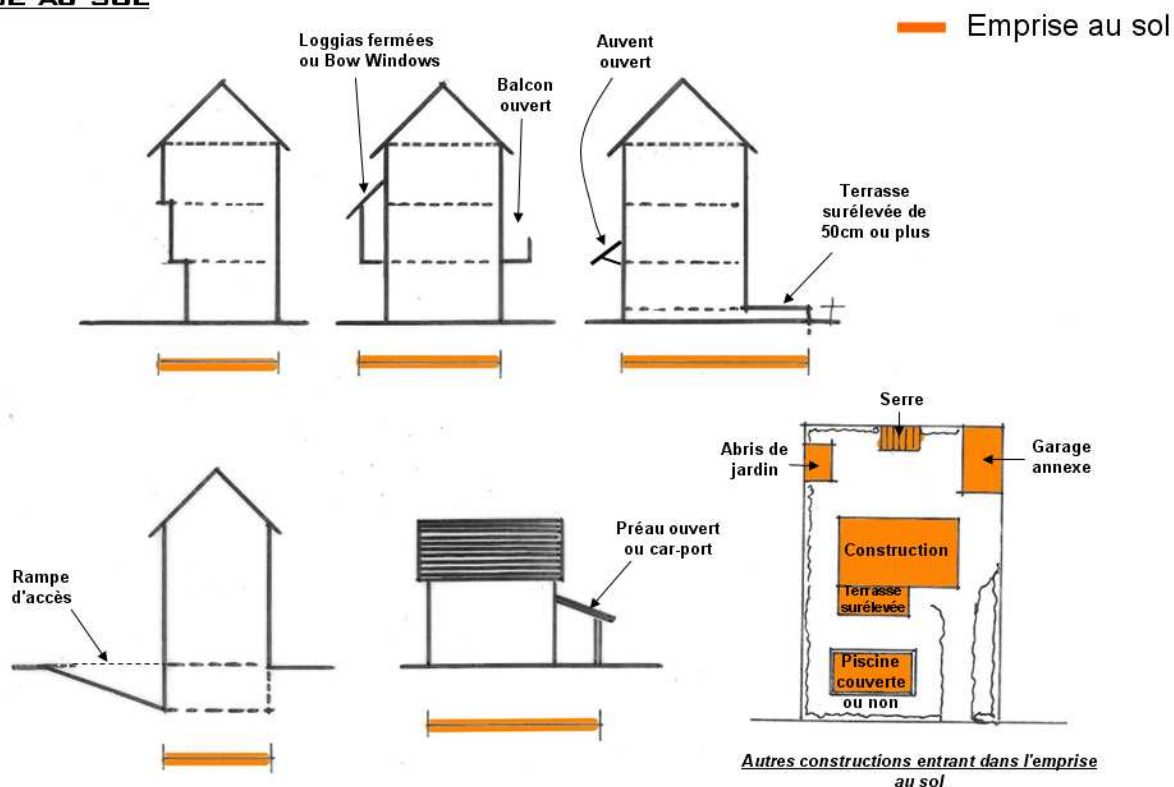 AU SOL
Emprise au sol
Loggias fermées
ou Bow Windows
Balcon
ouvert
Auvent
ouvert
Terrasse
surélevée de
50cm ou plus
Rampe
d'accès
Préau ouvert
ou car-port
Serre
Abris de
jardin
Garage
annexe
Construction
Terrasse
surélevée
Piscine
couverte
ou non
Autres constructions entrant dans l'emprise
au sol